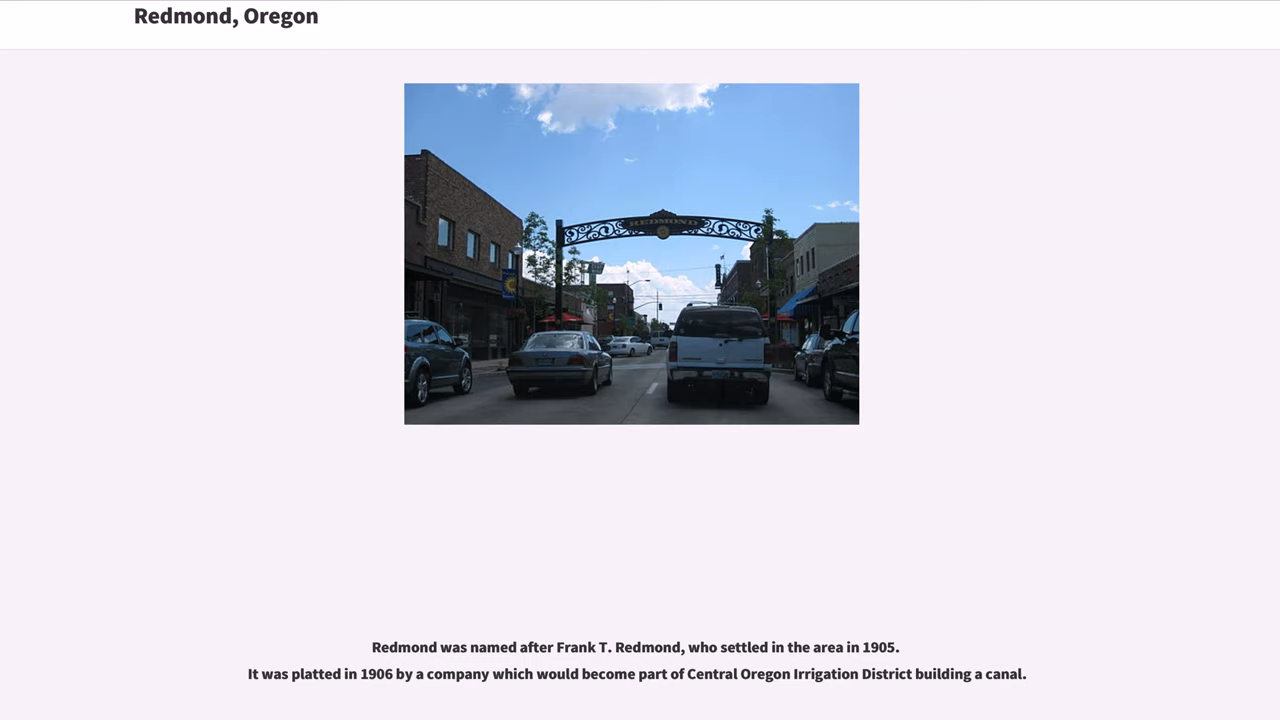 Redmond, Oregon
REDMOND
Redmond was named after Frank T. Redmond, who settled in the area in 1905.
It was platted in 1906 by a company which would become part of Central Oregon Irrigation District building a canal.